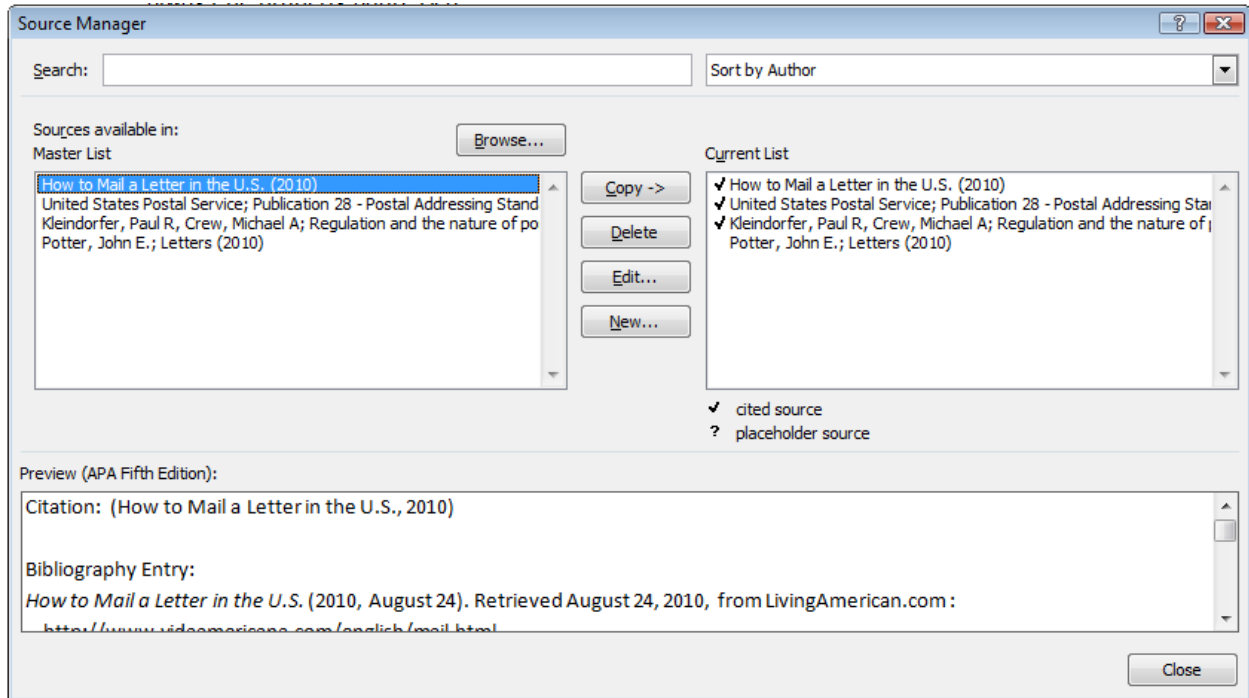 Source Manager
Search:
Sort by Author
Sources available in:
Master List
Browse...
Current List
How to Mail a Letter in the U.S. (2010)
United States Postal Service; Publication 28 - Postal Addressing Stand
Kleindorfer, Paul R, Crew, Michael A; Regulation and the nature of po
Potter, John E.; Letters (2010)
Copy ->
Delete
Edit...
New...
✓ How to Mail a Letter in the U.S. (2010)
✓ United States Postal Service; Publication 28 - Postal Addressing Stan
✓ Kleindorfer, Paul R, Crew, Michael A; Regulation and the nature of
Potter, John E.; Letters (2010)
✓ cited source
? placeholder source
Preview (APA Fifth Edition):
Citation: (How to Mail a Letter in the U.S., 2010)
Bibliography Entry:
How to Mail a Letter in the U.S. (2010, August 24). Retrieved August 24, 2010, from LivingAmerican.com :
Close